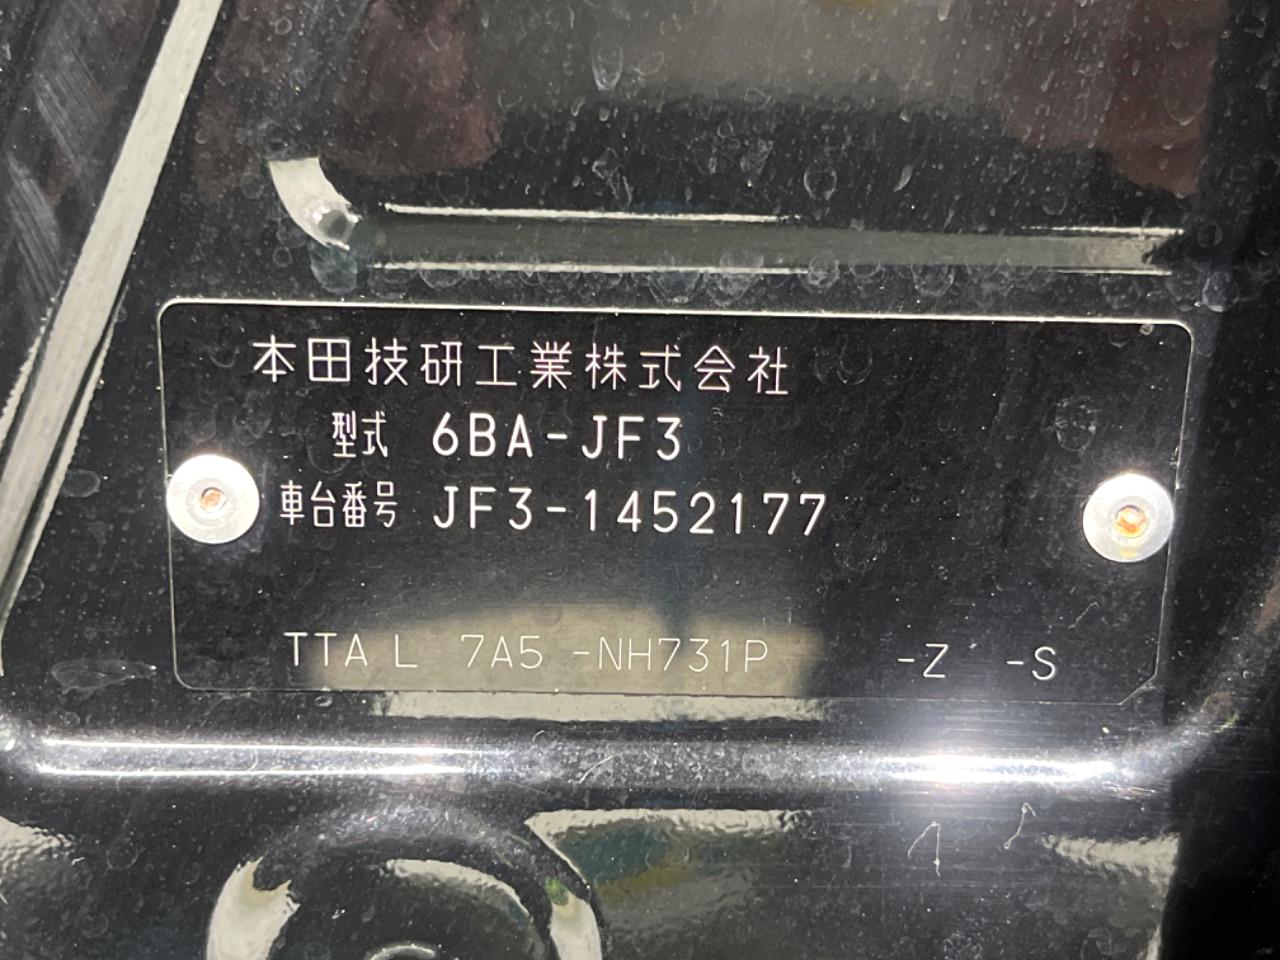 本田技研工業株式会社
型式 6BA-JF3
車台番号 JF3-1452177
TTA L 7A5 -NH731P -Z -S